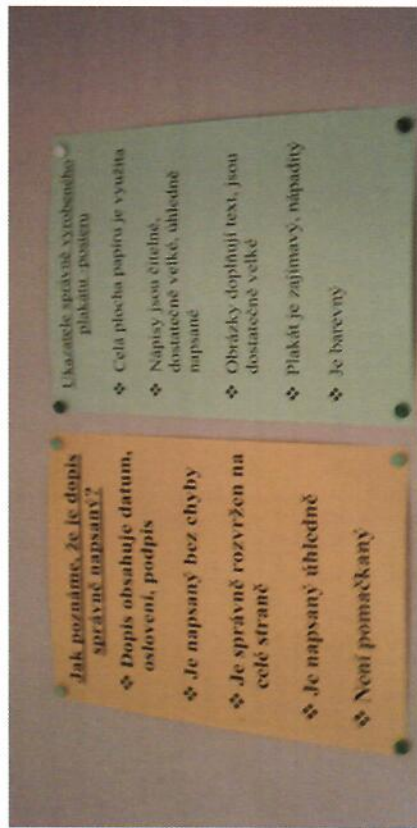 Jak poznáme, že je dopis
správně napsaný?
❖ Dopis obsahuje datum,
oslovení, podpis
❖ Je napsaný bez chyby
❖ Je správně rozvržen na
celé straně
❖ Je napsaný úhledně
❖ Není pomačkaný
Ukazatele správně vyrobeného
plakátu -posteru
❖ Celá plocha papíru je využita
❖ Nápisy jsou čitelné,
dostatečně velké, úhledně
napsané
❖ Obrázky doplňují text, jsou
dostatečně velké
❖ Plakát je zajímavý, nápaditý
❖ Je barevný